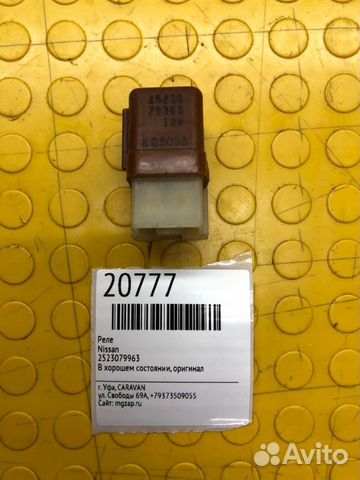 25230
79963
12V
20777
Реле
Nissan
2523079963
В хорошем состоянии, оригинал
г. Уфа, CARAVAN
ул. Свободы 69А, +79373509055
Сайт: mgzap.ru
Avito